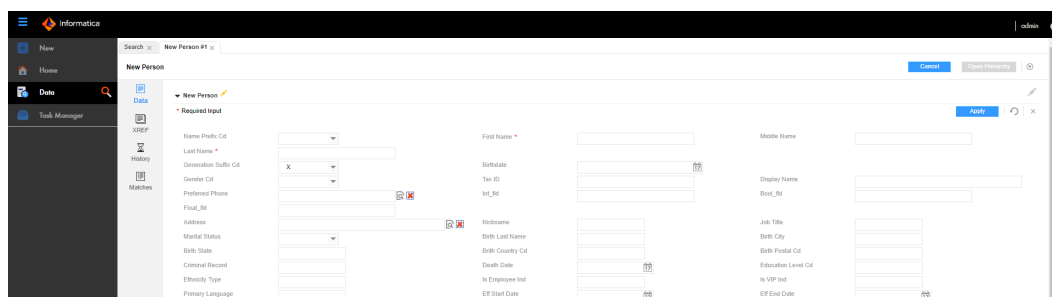 Informatica
admin
New
Home
Data
Task Manager
Search × New Person #1 ×
New Person
Cancel Open Hierarchy
Data
XREF
History
Matches
New Person
* Required Input
Apply
Name Prefix Cd First Name * Middle Name
Last Name *
Generation Suffix Cd X Birthdate 17
Gender Cd Tax ID Display Name
Preferred Phone Int_fld Bool_fld
Float_fld
Address Nickname Job Title
Marital Status Birth Last Name Birth City
Birth State Brith Country Cd Birth Postal Cd
Criminal Record Death Date 17 Education Level Cd
Ethnicity Type Is Employee Ind Is VIP Ind
Primary Language Eff Start Date Eff End Date